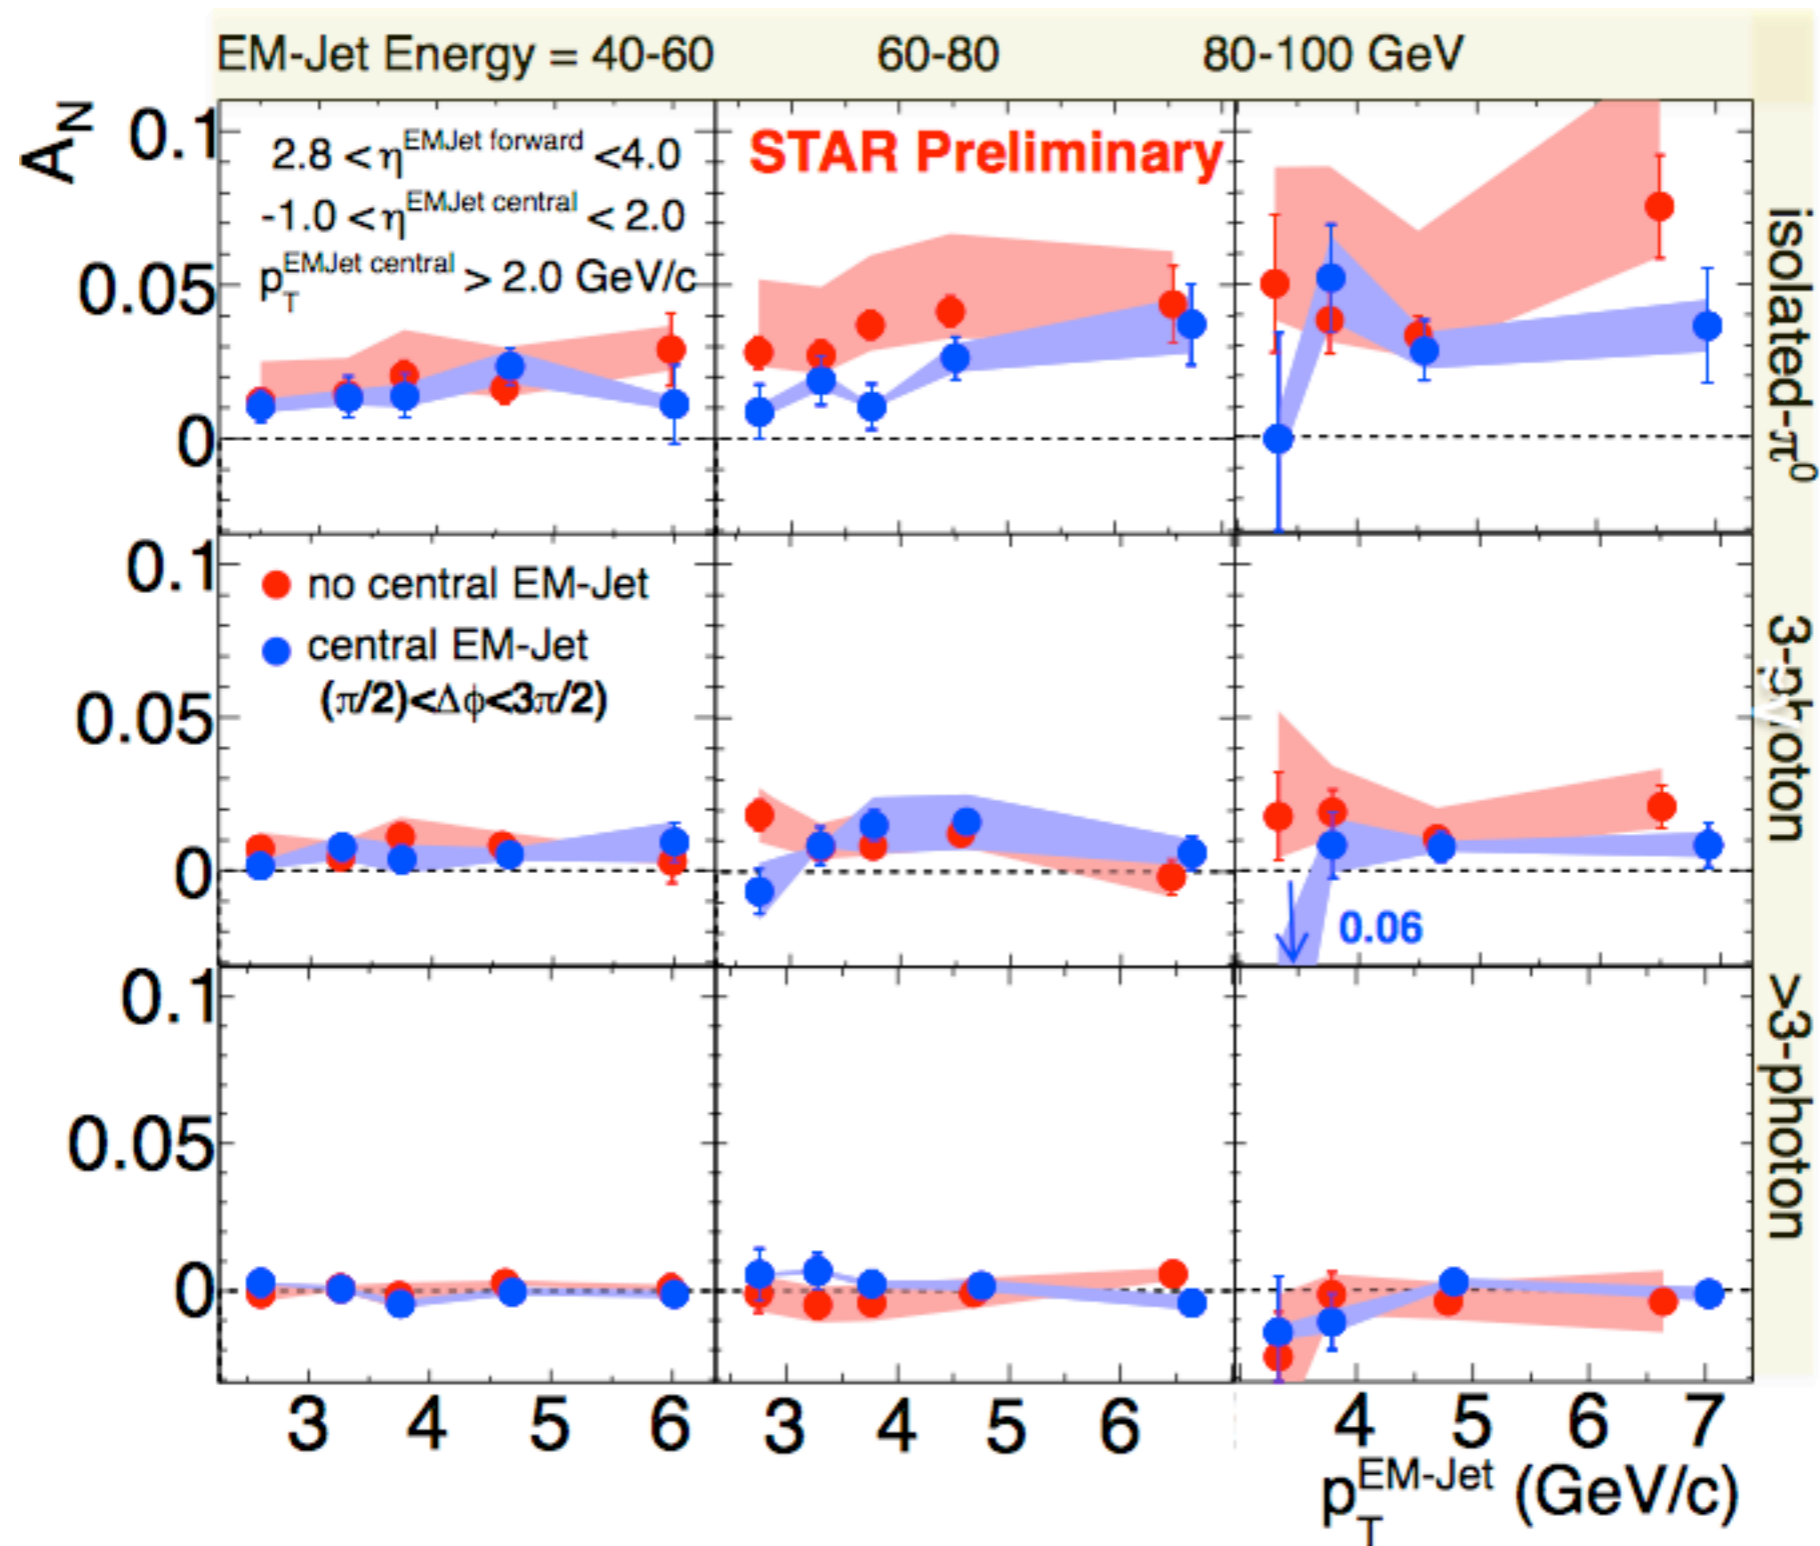 EM-Jet Energy = 40-60 60-80 80-100 GeV
A_N
0.1
0.05
0
2.8 < η^EMJet forward <4.0
-1.0 < η^EMJet central < 2.0
p_T^EMJet central > 2.0 GeV/c
STAR Preliminary
isolated-π⁰
0.1
0.05
0
no central EM-Jet
central EM-Jet
(π/2)<Δϕ<3π/2)
0.06
3-photon
0.1
0.05
0
>3-photon
3 4 5 6 3 4 5 6 4 5 6 7
p_T^EM-Jet (GeV/c)